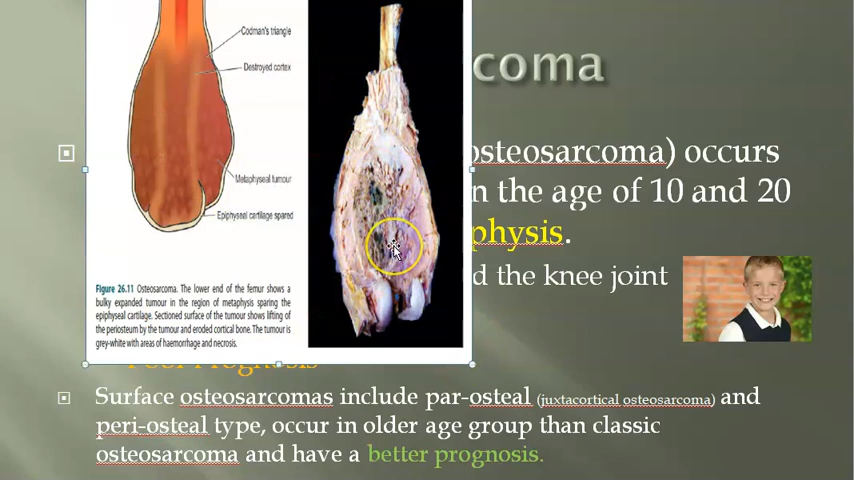 coma
osteosarcoma) occurs
n the age of 10 and 20
physis.
d the knee joint
Codman's triangle
Destroyed cortex
Metaphyseal tumour
Epiphyseal cartilage spared
Figure 26.11 Osteosarcoma. The lower end of the femur shows a
bulky expanded tumour in the region of metaphysis sparing the
epiphyseal cartilage. Sectioned surface of the tumour shows lifting of
the periosteum by the tumour and eroded cortical bone. The tumour is
grey-white with areas of haemorrhage and necrosis.
Poor Prognosis
Surface osteosarcomas include par-osteal (juxtacortical osteosarcoma) and
peri-osteal type, occur in older age group than classic
osteosarcoma and have a better prognosis.